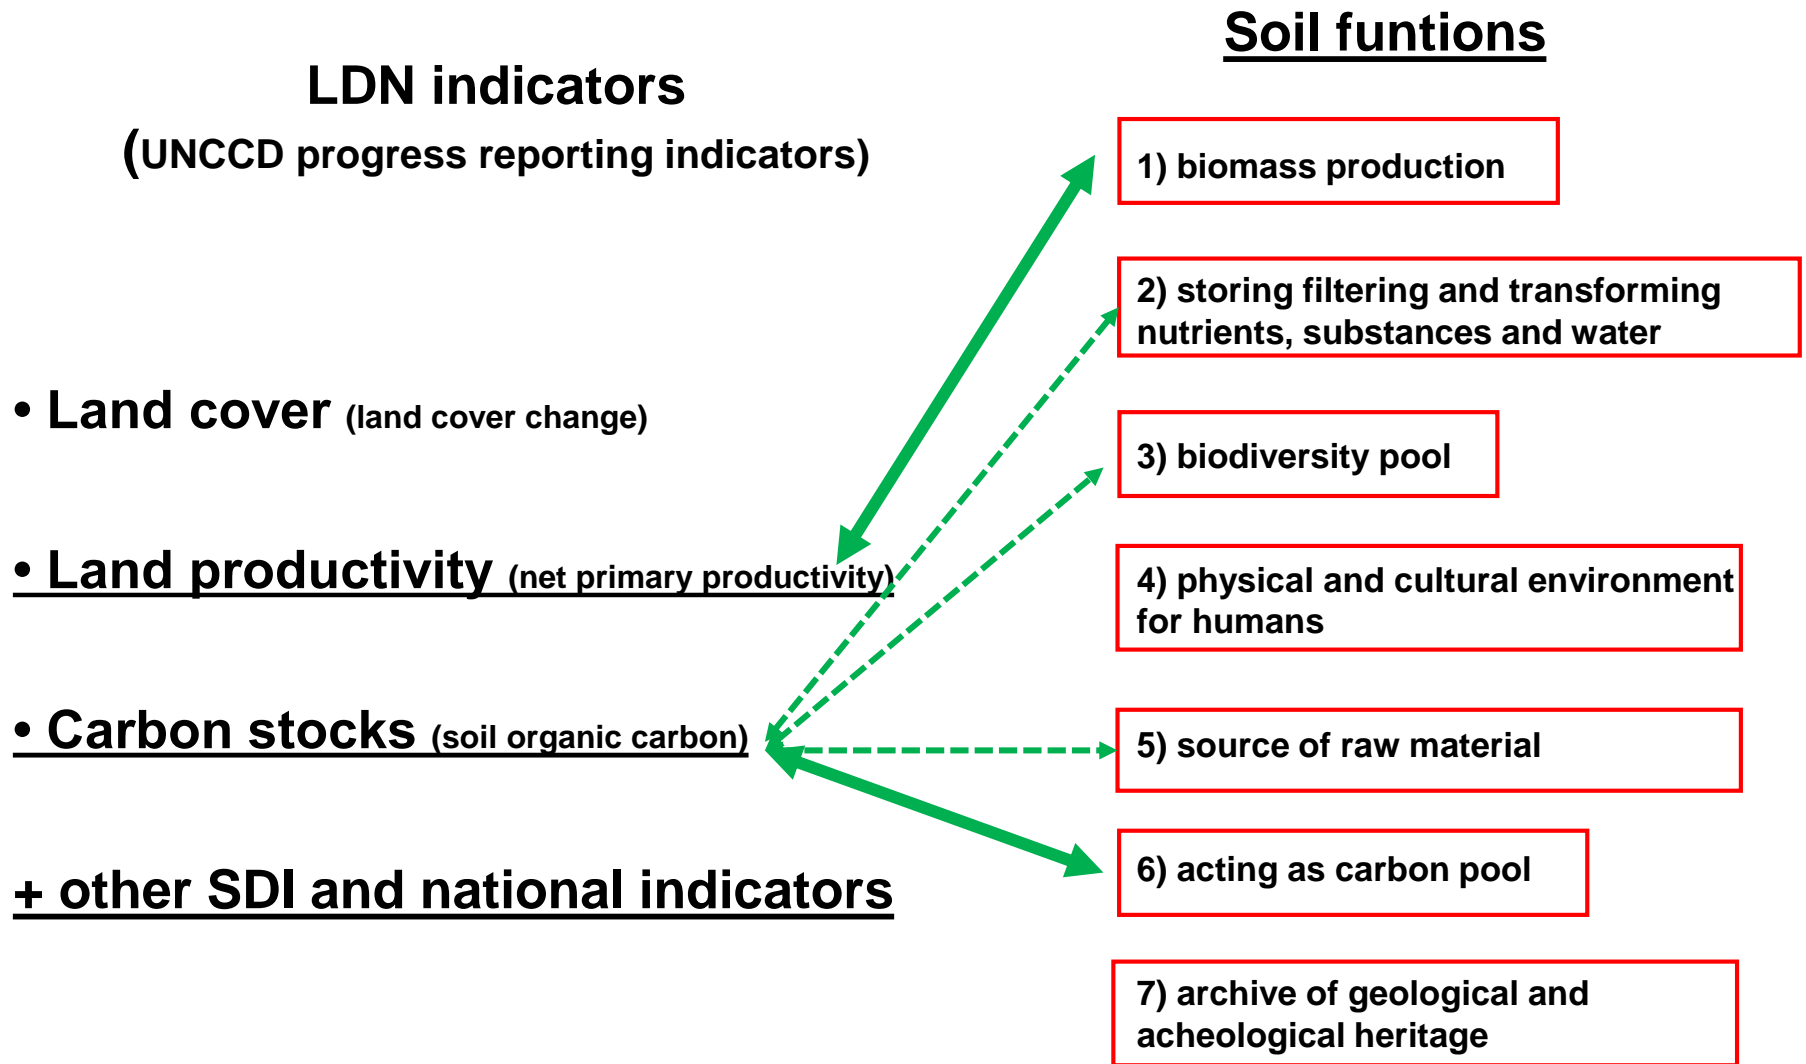 LDN indicators
(UNCCD progress reporting indicators)
• Land cover (land cover change)
• Land productivity (net primary productivity)
• Carbon stocks (soil organic carbon)
+ other SDI and national indicators
Soil funtions
1) biomass production
2) storing filtering and transforming
nutrients, substances and water
3) biodiversity pool
4) physical and cultural environment
for humans
5) source of raw material
6) acting as carbon pool
7) archive of geological and
acheological heritage